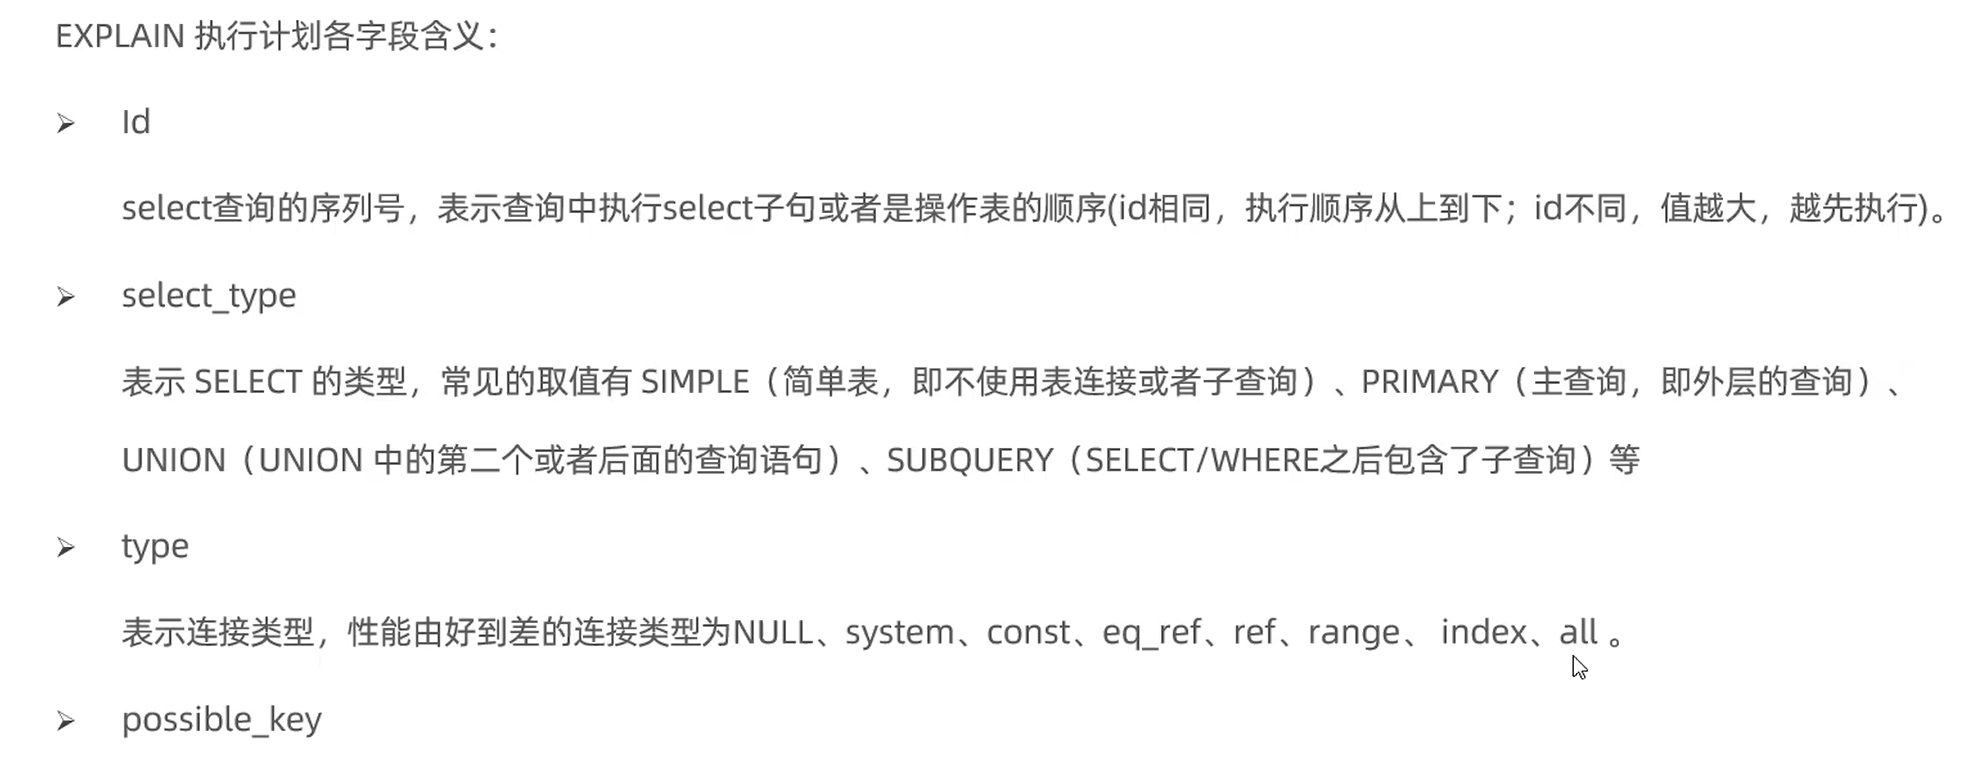 EXPLAIN 执行计划各字段含义：
➢ Id
select查询的序列号，表示查询中执行select子句或者是操作表的顺序(id相同，执行顺序从上到下；id不同，值越大，越先执行)。
➢ select_type
表示 SELECT 的类型，常见的取值有 SIMPLE（简单表，即不使用表连接或者子查询）、PRIMARY（主查询，即外层的查询）、
UNION（UNION 中的第二个或者后面的查询语句）、SUBQUERY（SELECT/WHERE之后包含了子查询）等
➢ type
表示连接类型，性能由好到差的连接类型为NULL、system、const、eq_ref、ref、range、 index、all 。
➢ possible_key